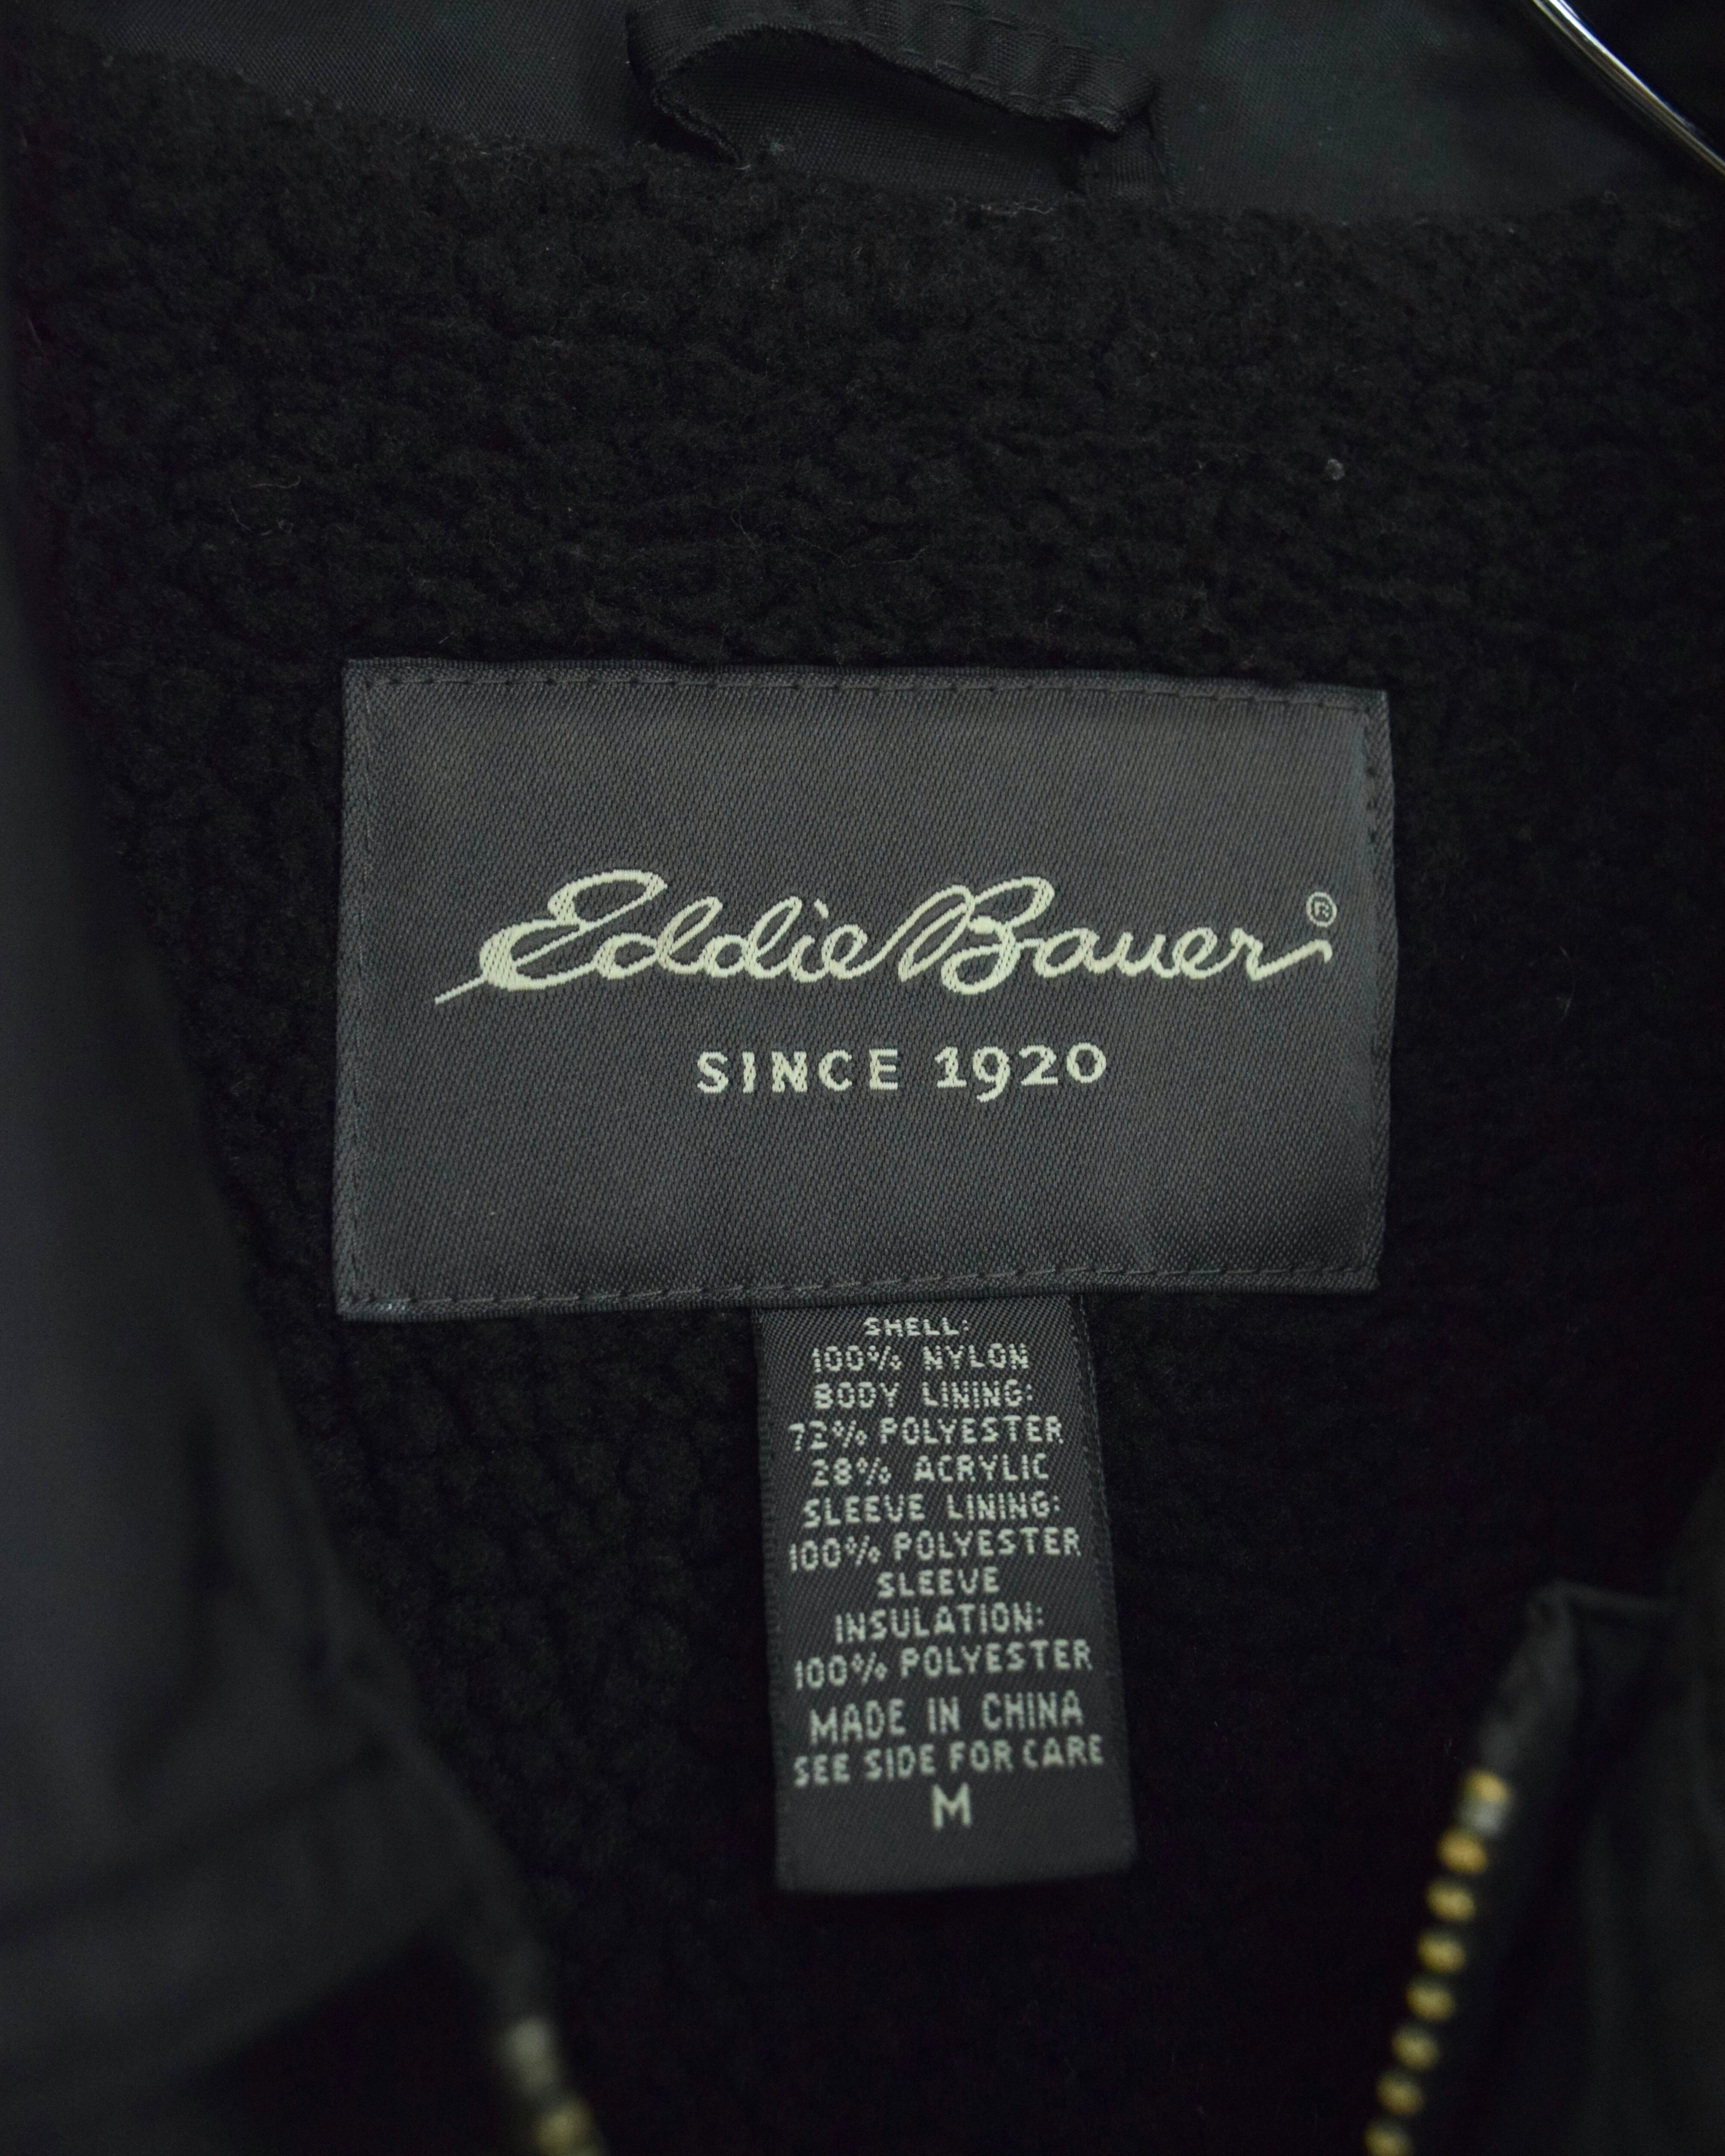 Eddie Bauer®
SINCE 1920
SHELL:
100% NYLON
BODY LINING:
72% POLYESTER
28% ACRYLIC
SLEEVE LINING:
100% POLYESTER
SLEEVE
INSULATION:
100% POLYESTER
MADE IN CHINA
SEE SIDE FOR CARE
M